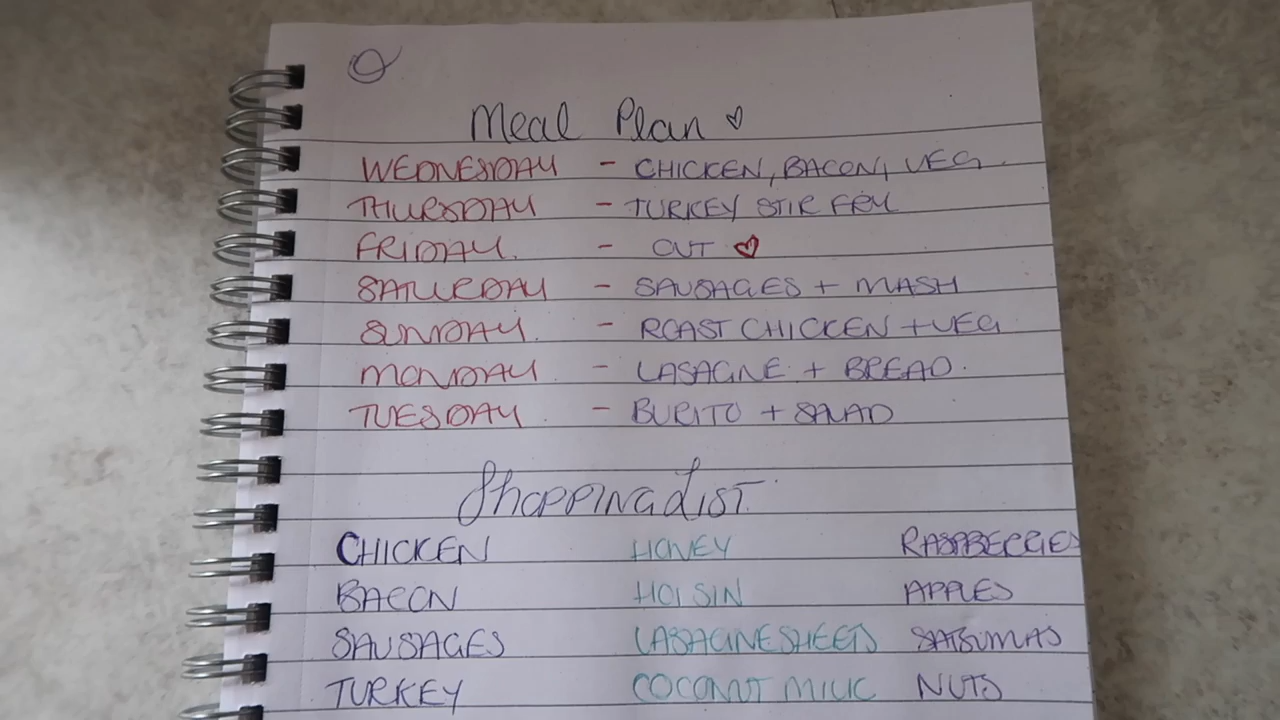 Meal Plan
WEDNESDAY - CHICKEN, BACON, VEG.
THURSDAY - TURKEY STIR FRY
FRIDAY. - OUT
SATURDAY - SAUSAGES + MASH
SUNDAY. - ROAST CHICKEN + VEG
MONDAY - LASAGNE + BREAD.
TUESDAY - BURITO + SALAD
Shopping List
CHICKEN HONEY RASPBERRIES
BACON HOISIN APPLES
SAUSAGES LASAGNE SHEETS SATSUMAS
TURKEY COCONUT MILK NUTS